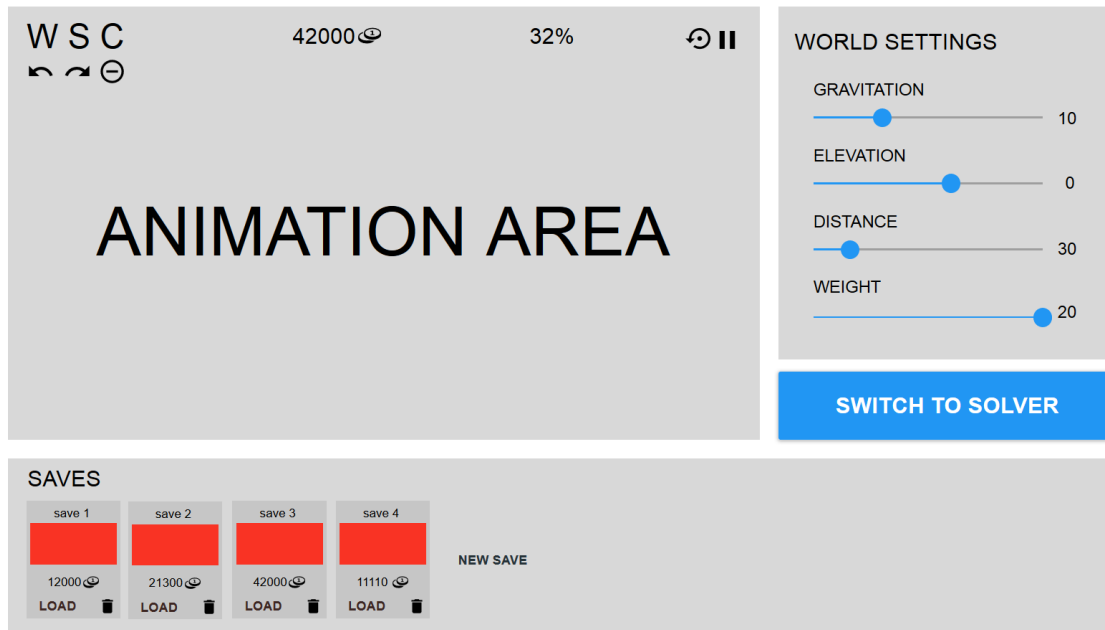 W S C
42000
32%
ANIMATION AREA
WORLD SETTINGS
GRAVITATION
10
ELEVATION
0
DISTANCE
30
WEIGHT
20
SWITCH TO SOLVER
SAVES
save 1
12000
LOAD
save 2
21300
LOAD
save 3
42000
LOAD
save 4
11110
LOAD
NEW SAVE